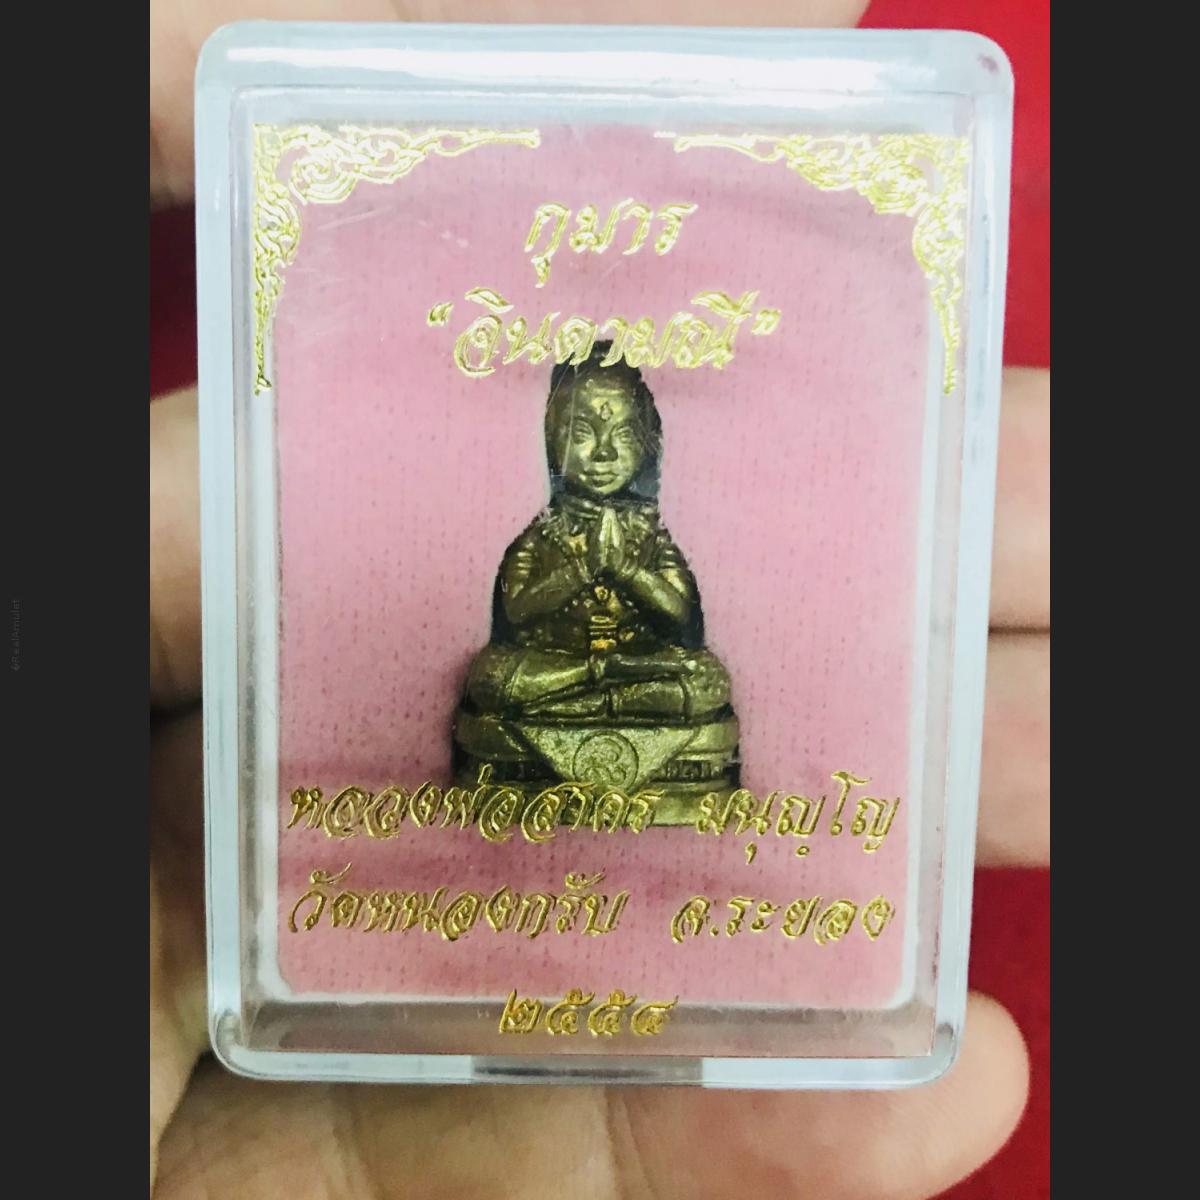 กุมาร
"จินดามณี"
หลวงพ่อสาคร มนุญฺโญ
วัดหนองกรับ จ.ระยอง
๒๕๕๔
©RealAmulet